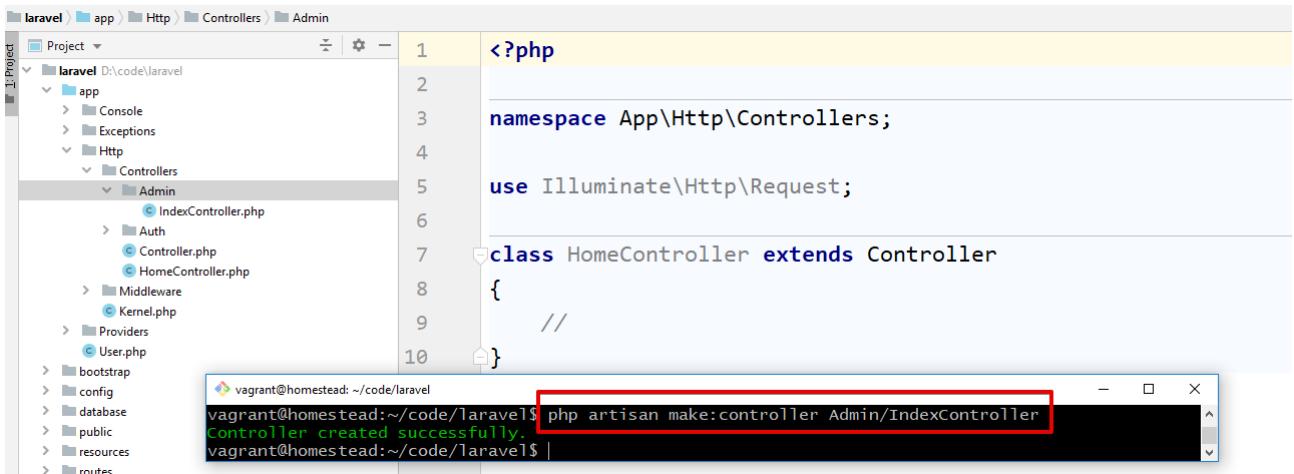 laravel app Http Controllers Admin
1: Project
Project
laravel D:\code\laravel
app
Console
Exceptions
Http
Controllers
Admin
IndexController.php
Auth
Controller.php
HomeController.php
Middleware
Kernel.php
Providers
User.php
bootstrap
config
database
public
resources
routes
1 <?php
2
3 namespace App\Http\Controllers;
4
5 use Illuminate\Http\Request;
6
7 class HomeController extends Controller
8 {
9 //
10 }
vagrant@homestead: ~/code/laravel
vagrant@homestead:~/code/laravel$ php artisan make:controller Admin/IndexController
Controller created successfully.
vagrant@homestead:~/code/laravel$